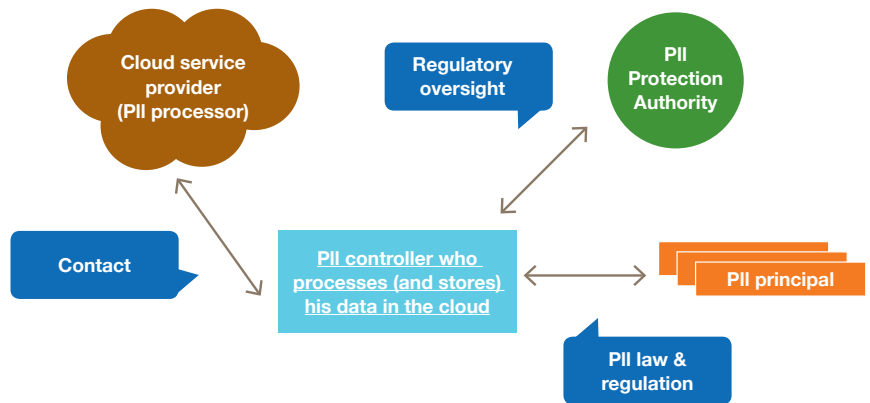 Cloud service
provider
(PII processor)
Regulatory
oversight
PII
Protection
Authority
Contact
PII controller who
processes (and stores)
his data in the cloud
PII principal
PII law &
regulation